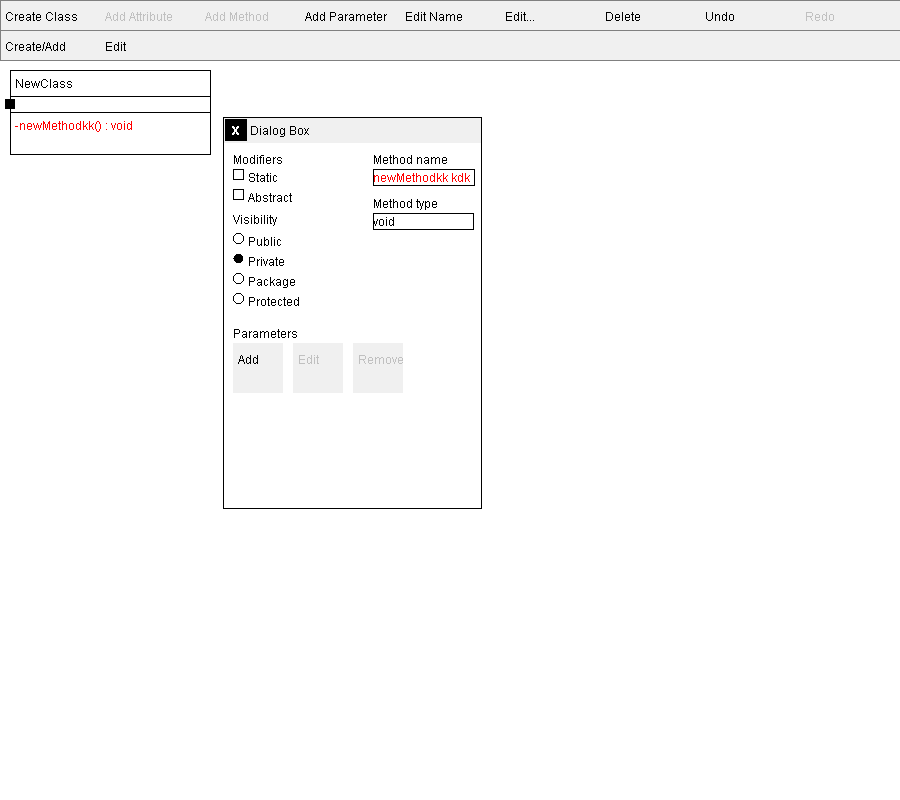 Create Class Add Attribute Add Method Add Parameter Edit Name Edit... Delete Undo Redo
Create/Add Edit
NewClass
-newMethodkk() : void
X Dialog Box
Modifiers
Static
Abstract
Visibility
Public
Private
Package
Protected
Method name
newMethodkk kdk
Method type
void
Parameters
Add Edit Remove